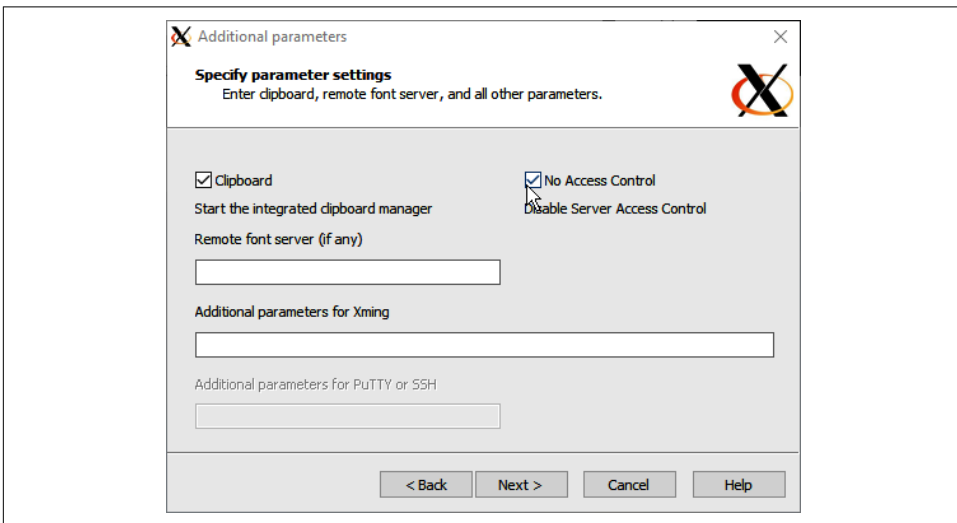 Additional parameters
Specify parameter settings
Enter clipboard, remote font server, and all other parameters.
Clipboard
No Access Control
Start the integrated clipboard manager
Disable Server Access Control
Remote font server (if any)
Additional parameters for Xming
Additional parameters for PuTTY or SSH
< Back
Next >
Cancel
Help